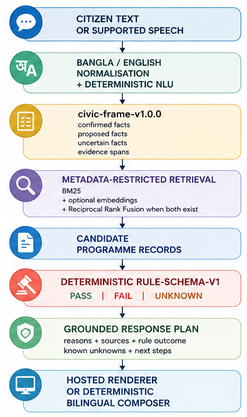 CITIZEN TEXT
OR SUPPORTED SPEECH
অA
BANGLA / ENGLISH
NORMALISATION
+ DETERMINISTIC NLU
civic-frame-v1.0.0
confirmed facts
proposed facts
uncertain facts
evidence spans
METADATA-RESTRICTED RETRIEVAL
BM25
+ optional embeddings
+ Reciprocal Rank Fusion when both exist
CANDIDATE
PROGRAMME RECORDS
DETERMINISTIC RULE-SCHEMA-V1
PASS | FAIL | UNKNOWN
GROUNDED RESPONSE PLAN
reasons + sources + rule outcome
known unknowns + next steps
HOSTED RENDERER
OR DETERMINISTIC
BILINGUAL COMPOSER